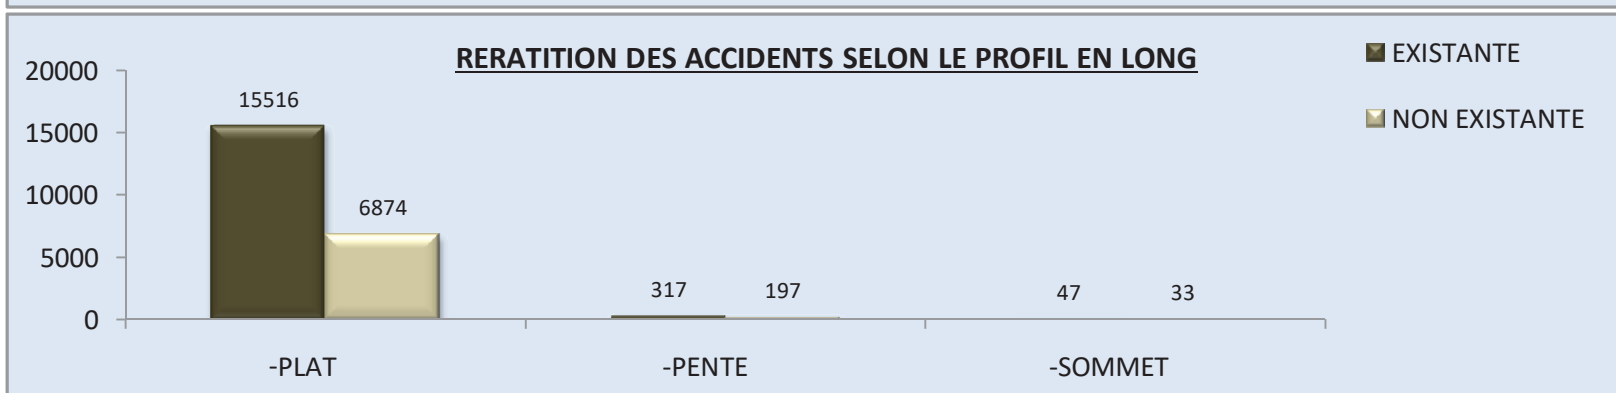 RERATITION DES ACCIDENTS SELON LE PROFIL EN LONG
EXISTANTE
NON EXISTANTE
20000
15000
10000
5000
0
15516
6874
317
197
47
33
-PLAT
-PENTE
-SOMMET